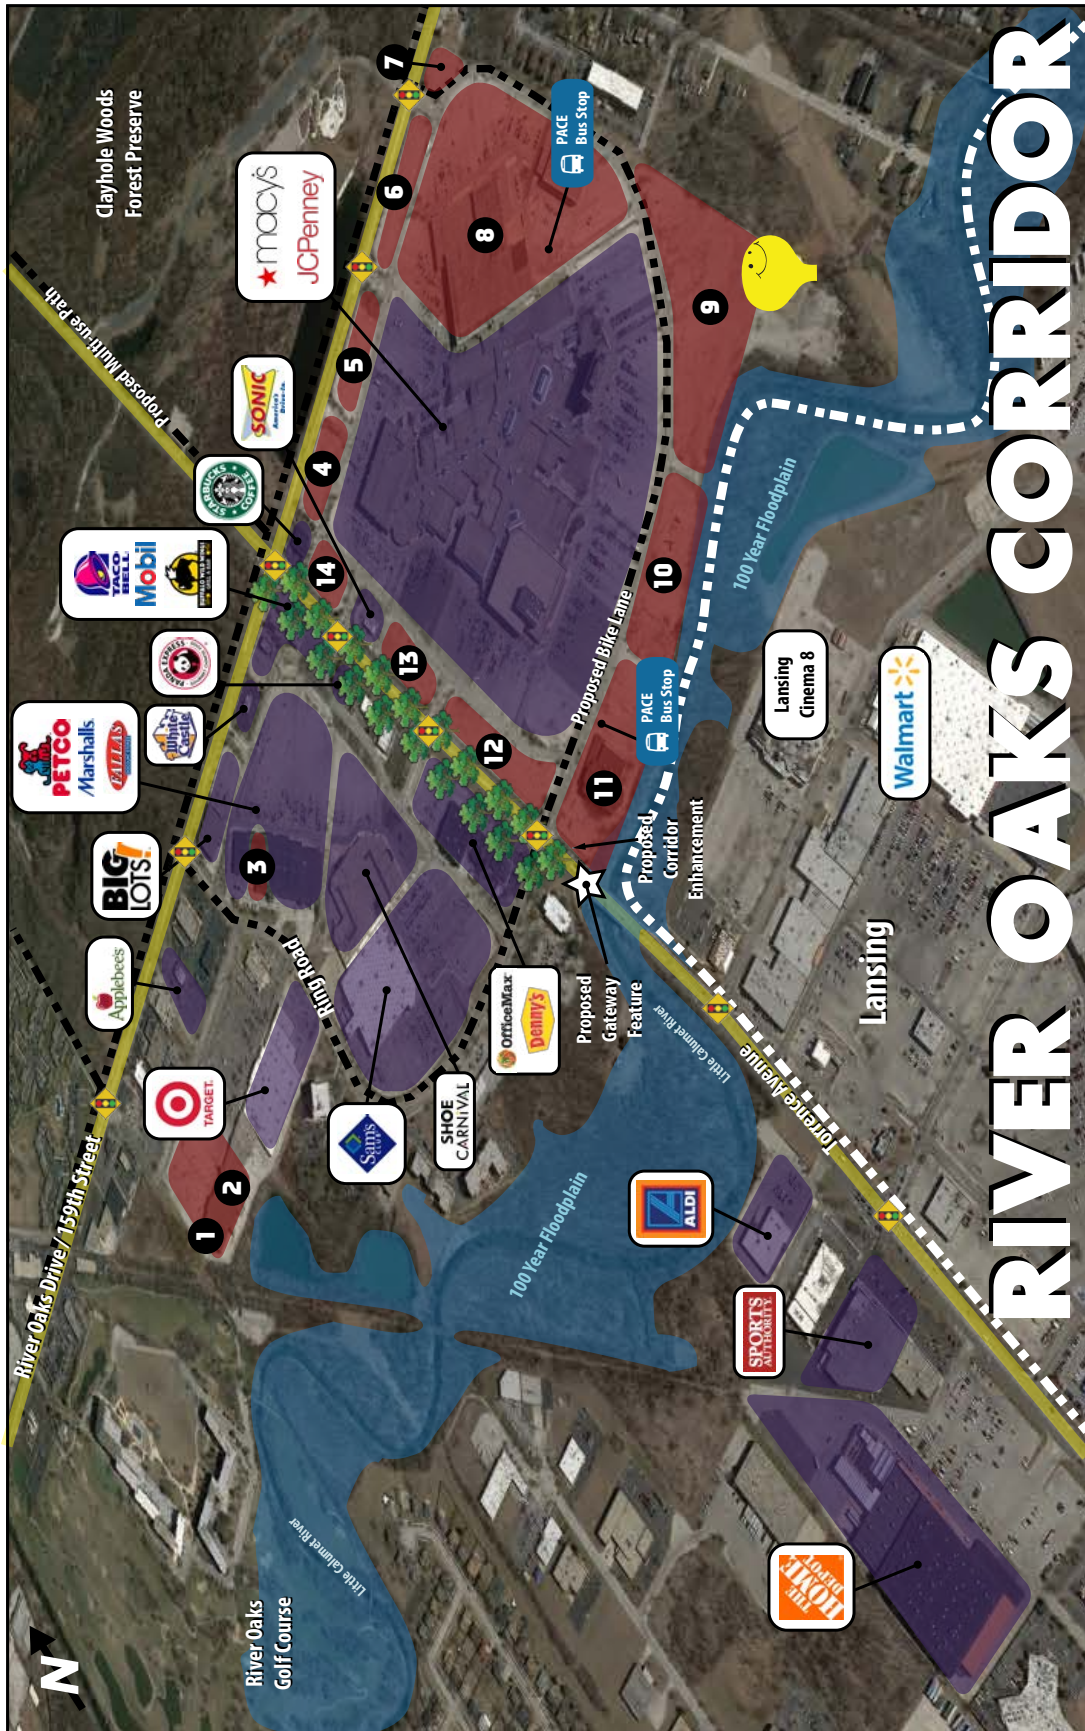 RIVER OAKS CORRIDOR
N
River Oaks Drive / 159th Street
River Oaks
Golf Course
Little Calumet River
1
2
TARGET
Applebee's
BIG
LOTS!
PETCO
Marshalls
FALLAS
White
Castle
PANDA EXPRESS
TACO
BELL
Mobil
BUFFALO WILD WINGS
STARBUCKS
COFFEE
SONIC
America's
Drive-In
macy's
JCPenney
Clayhole Woods
Forest Preserve
Proposed Multi-use Path
3
4
5
6
7
8
9
10
11
12
13
14
PACE
Bus Stop
Proposed Bike Lane
PACE
Bus Stop
Ring Road
Sam's
CLUB
SHOE
CARNIVAL
OfficeMax
Denny's
Proposed
Gateway
Feature
Proposed
Corridor
Enhancement
Little Calumet River
100 Year Floodplain
100 Year Floodplain
Torrence Avenue
Lansing
Lansing
Cinema 8
Walmart
ALDI
SPORTS
AUTHORITY
THE
HOME
DEPOT